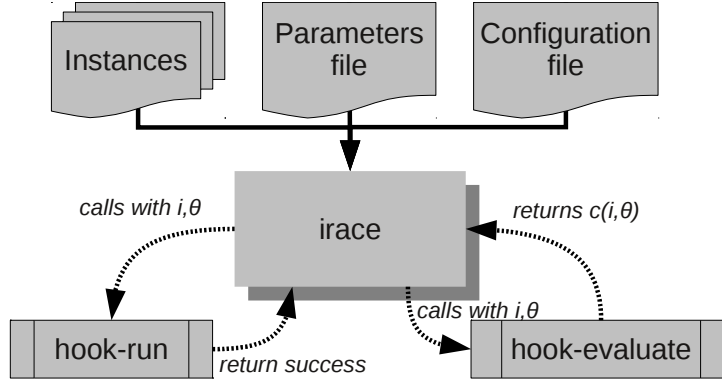 Instances
Parameters
file
Configuration
file
calls with i,θ
returns c(i,θ)
irace
calls with i,θ
hook-run
return success
hook-evaluate